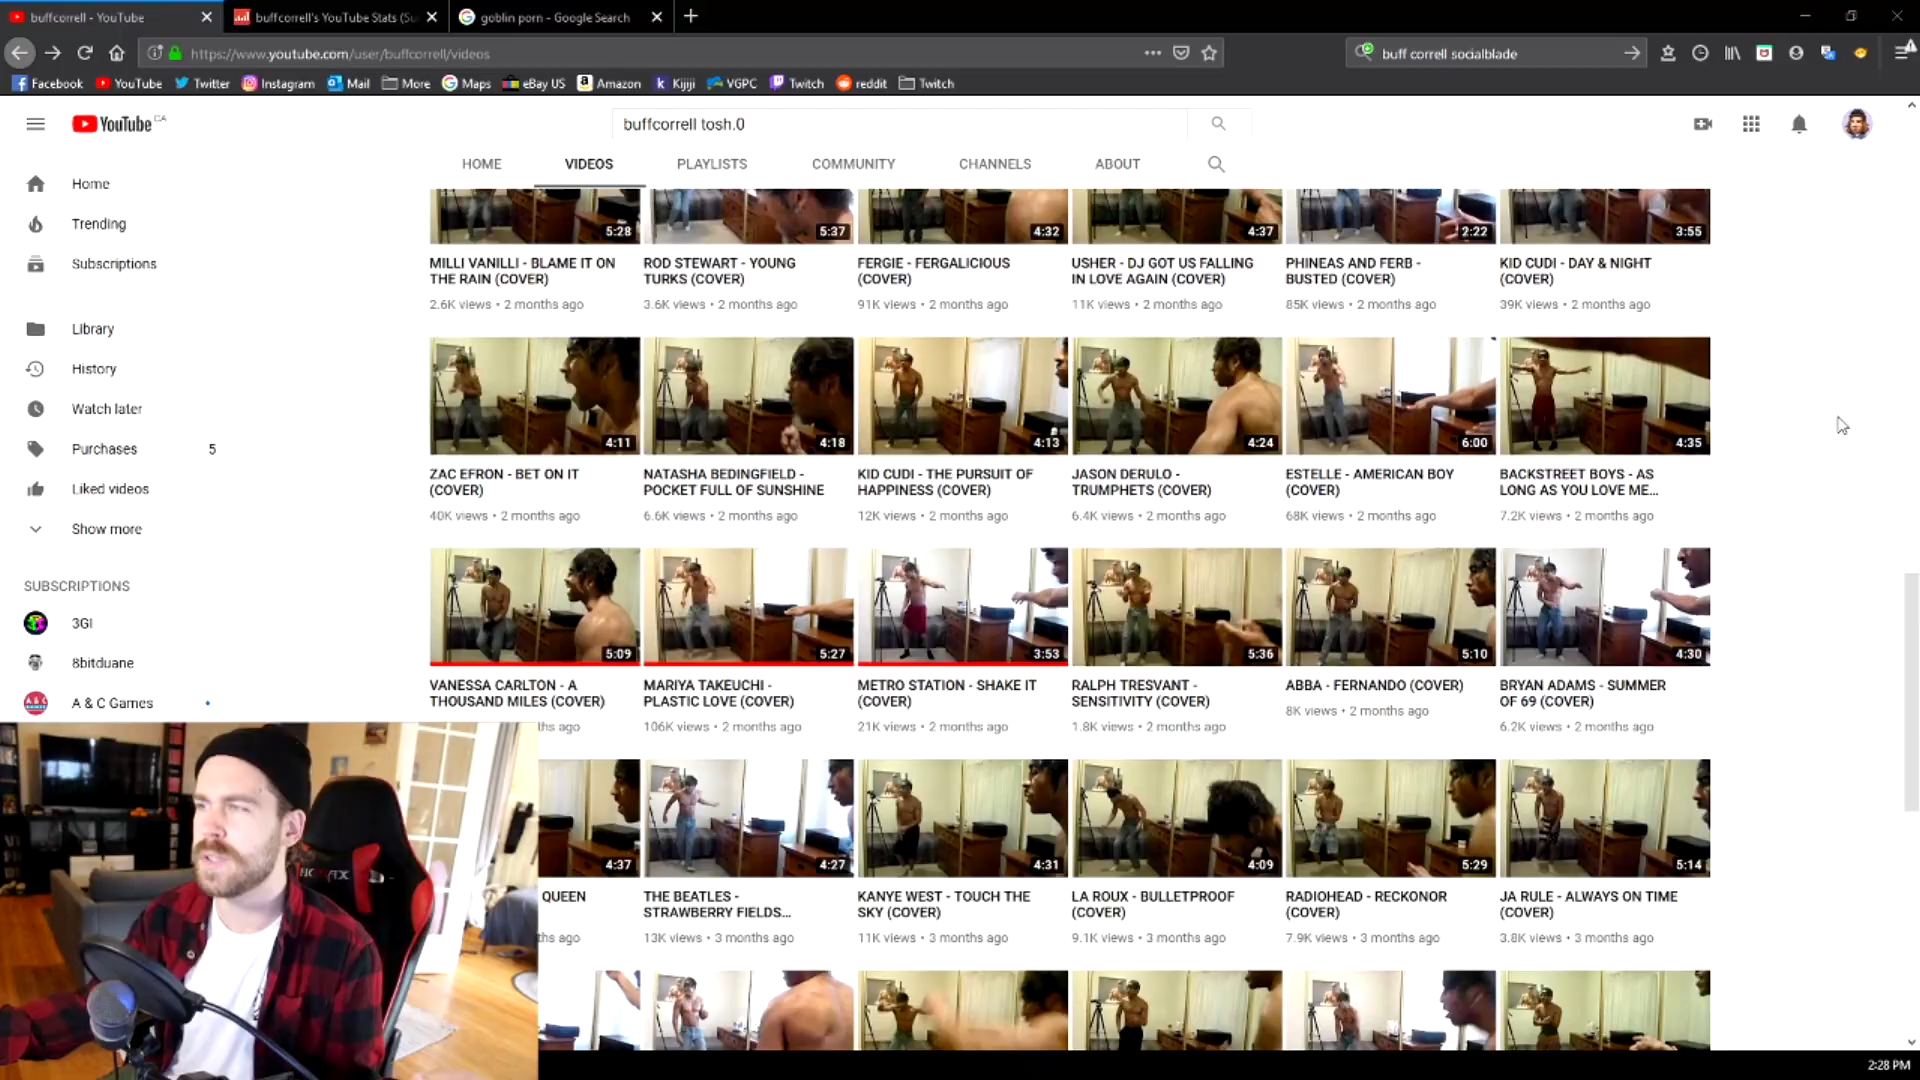 buffcorrell - YouTube
buffcorrell's YouTube Stats (Su
goblin porn - Google Search
https://www.youtube.com/user/buffcorrell/videos
buff correll socialblade
Facebook YouTube Twitter Instagram Mail More Maps eBay US Amazon Kijiji VGPC Twitch reddit Twitch
YouTube CA
buffcorrell tosh.0
HOME VIDEOS PLAYLISTS COMMUNITY CHANNELS ABOUT
Home
Trending
Subscriptions
Library
History
Watch later
Purchases 5
Liked videos
Show more
SUBSCRIPTIONS
3GI
8bitduane
A & C Games
5:28 5:37 4:32 4:37 2:22 3:55
MILLI VANILLI - BLAME IT ON
THE RAIN (COVER)
2.6K views • 2 months ago
ROD STEWART - YOUNG
TURKS (COVER)
3.6K views • 2 months ago
FERGIE - FERGALICIOUS
(COVER)
91K views • 2 months ago
USHER - DJ GOT US FALLING
IN LOVE AGAIN (COVER)
11K views • 2 months ago
PHINEAS AND FERB -
BUSTED (COVER)
85K views • 2 months ago
KID CUDI - DAY & NIGHT
(COVER)
39K views • 2 months ago
4:11 4:18 4:13 4:24 6:00 4:35
ZAC EFRON - BET ON IT
(COVER)
40K views • 2 months ago
NATASHA BEDINGFIELD -
POCKET FULL OF SUNSHINE
6.6K views • 2 months ago
KID CUDI - THE PURSUIT OF
HAPPINESS (COVER)
12K views • 2 months ago
JASON DERULO -
TRUMPHETS (COVER)
6.4K views • 2 months ago
ESTELLE - AMERICAN BOY
(COVER)
68K views • 2 months ago
BACKSTREET BOYS - AS
LONG AS YOU LOVE ME...
7.2K views • 2 months ago
5:09 5:27 3:53 5:36 5:10 4:30
VANESSA CARLTON - A
THOUSAND MILES (COVER)
ths ago
MARIYA TAKEUCHI -
PLASTIC LOVE (COVER)
106K views • 2 months ago
METRO STATION - SHAKE IT
(COVER)
21K views • 2 months ago
RALPH TRESVANT -
SENSITIVITY (COVER)
1.8K views • 2 months ago
ABBA - FERNANDO (COVER)
8K views • 2 months ago
BRYAN ADAMS - SUMMER
OF 69 (COVER)
6.2K views • 2 months ago
4:37 4:27 4:31 4:09 5:29 5:14
QUEEN
ths ago
THE BEATLES -
STRAWBERRY FIELDS...
13K views • 3 months ago
KANYE WEST - TOUCH THE
SKY (COVER)
11K views • 3 months ago
LA ROUX - BULLETPROOF
(COVER)
9.1K views • 3 months ago
RADIOHEAD - RECKONOR
(COVER)
7.9K views • 3 months ago
JA RULE - ALWAYS ON TIME
(COVER)
3.8K views • 3 months ago
2:28 PM